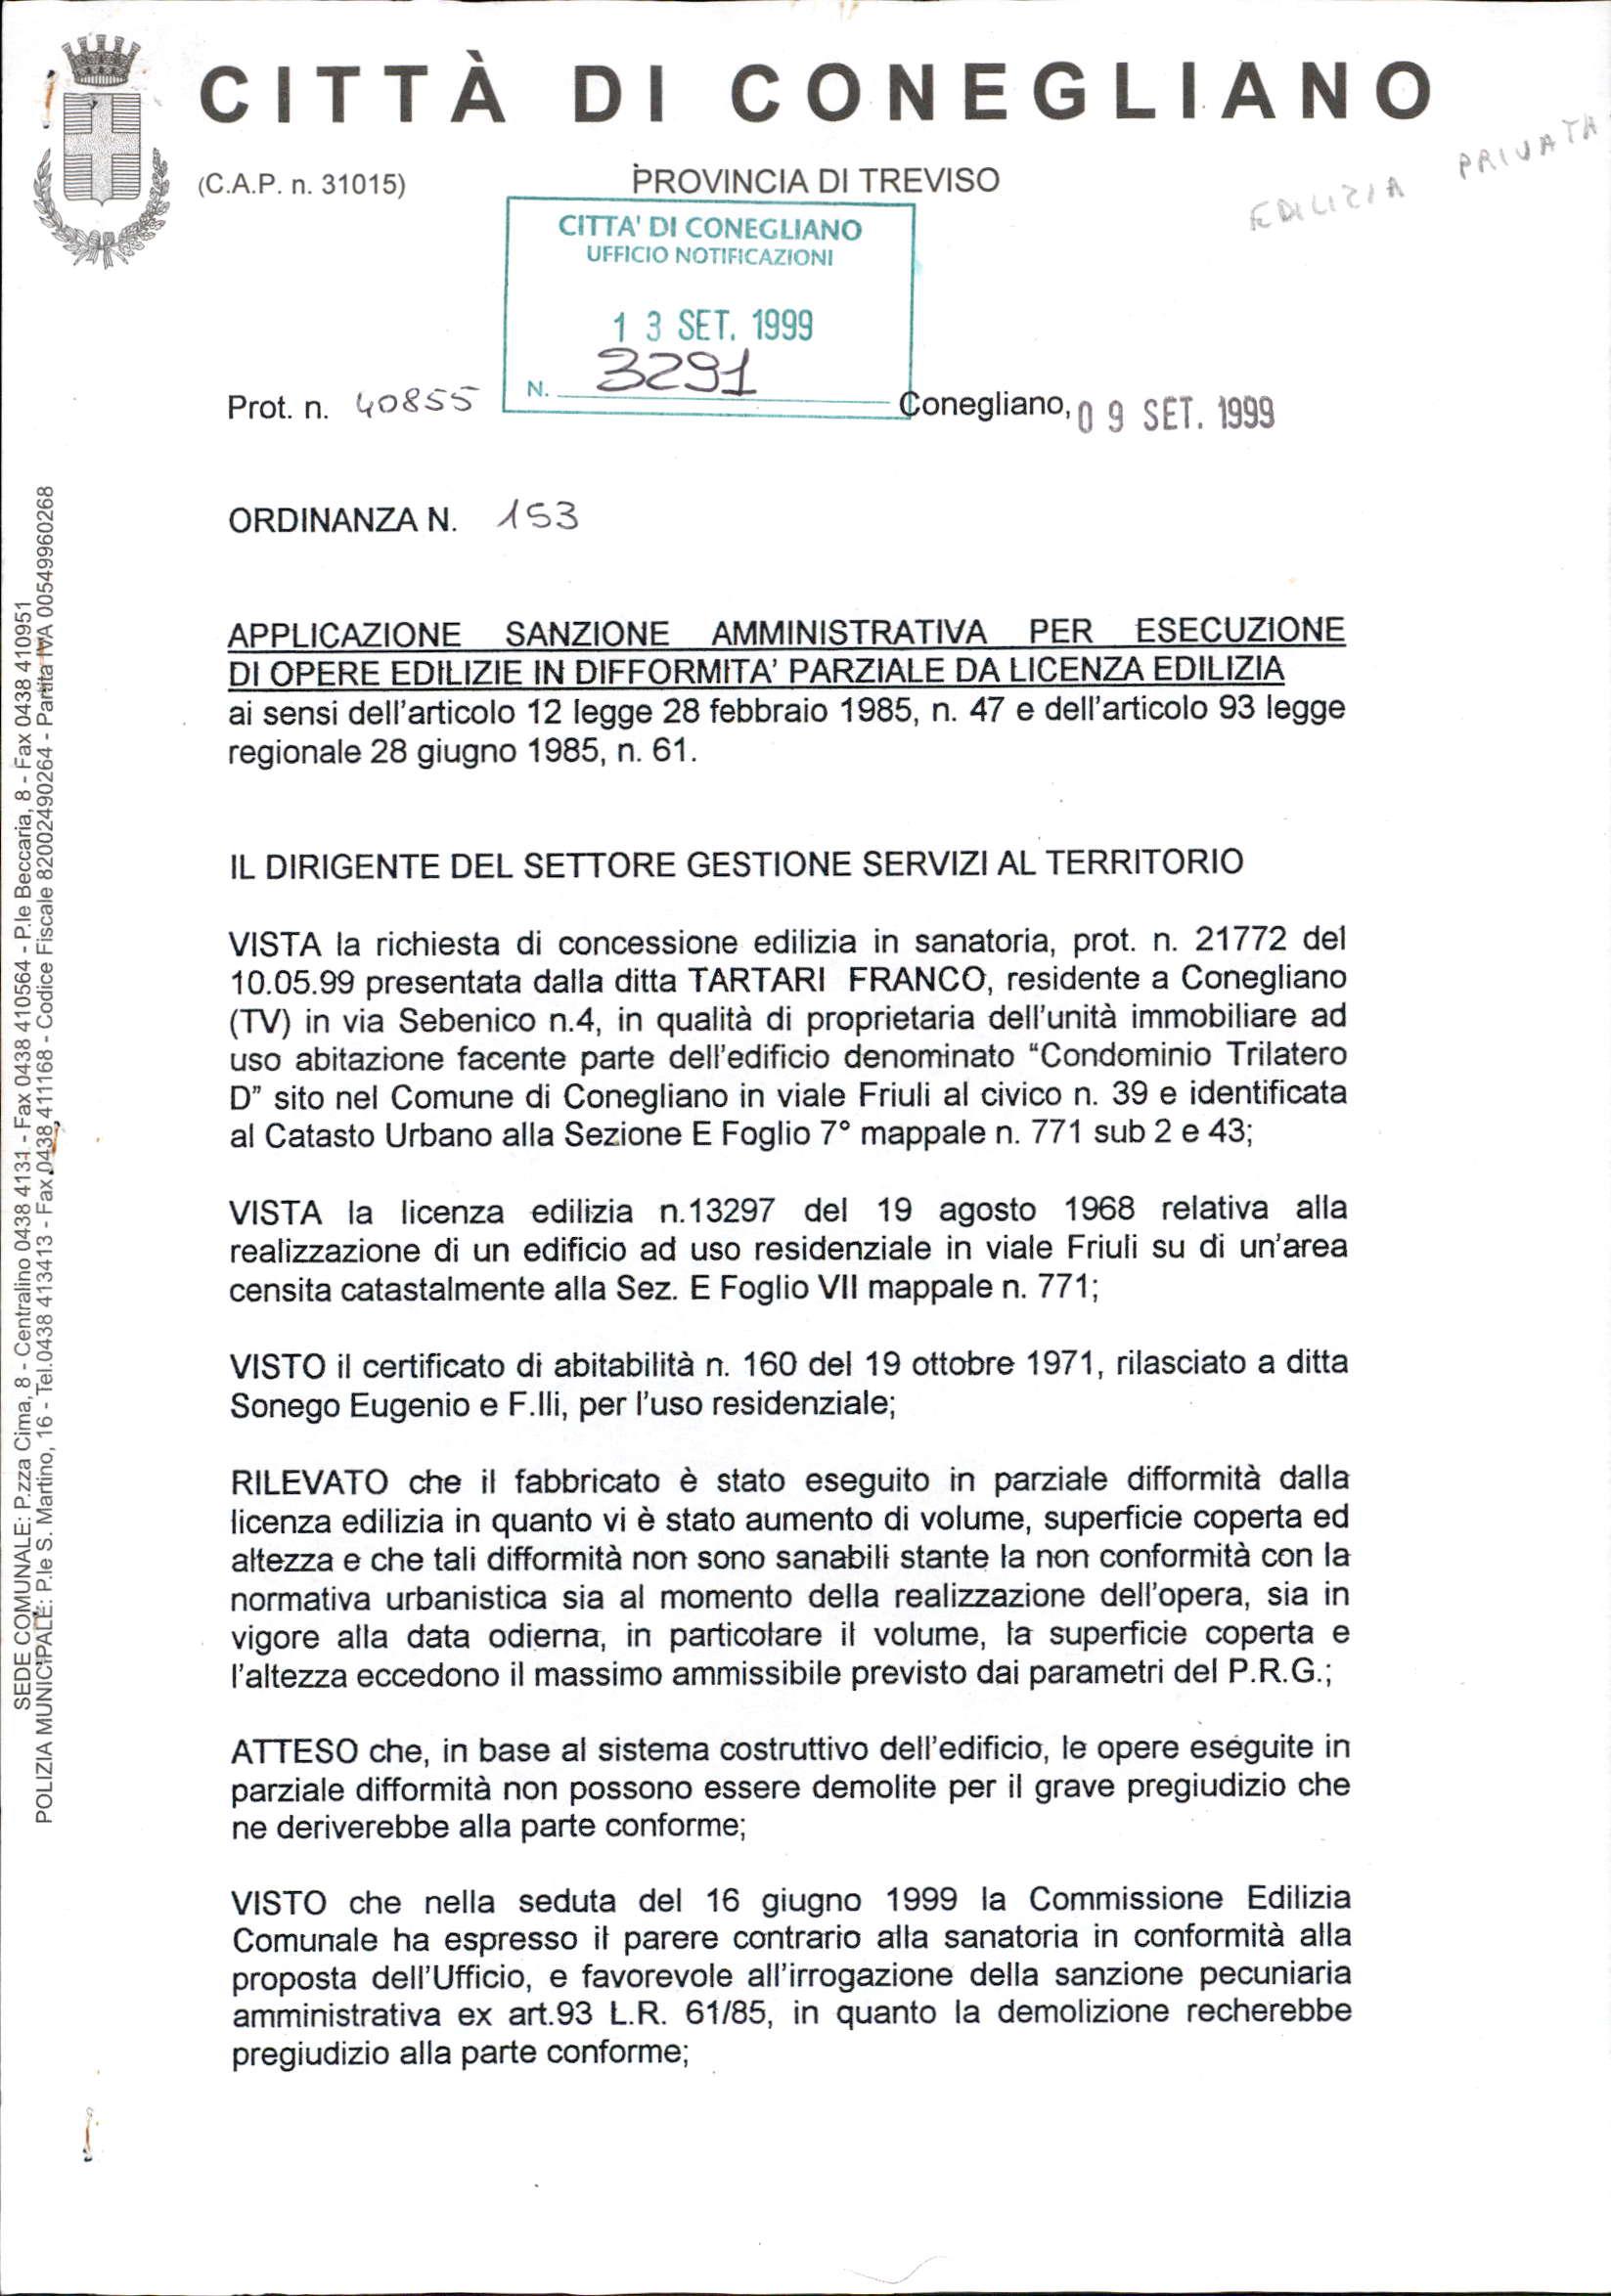 CITTÀ DI CONEGLIANO
(C.A.P. n. 31015)
PROVINCIA DI TREVISO
EDILIZIA PRIVATA
CITTA' DI CONEGLIANO
UFFICIO NOTIFICAZIONI
13 SET. 1999
N. 3291
Prot. n. 40855
Conegliano, 09 SET. 1999
ORDINANZA N. 153
APPLICAZIONE SANZIONE AMMINISTRATIVA PER ESECUZIONE
DI OPERE EDILIZIE IN DIFFORMITA' PARZIALE DA LICENZA EDILIZIA
ai sensi dell'articolo 12 legge 28 febbraio 1985, n. 47 e dell'articolo 93 legge
regionale 28 giugno 1985, n. 61.
IL DIRIGENTE DEL SETTORE GESTIONE SERVIZI AL TERRITORIO
VISTA la richiesta di concessione edilizia in sanatoria, prot. n. 21772 del
10.05.99 presentata dalla ditta TARTARI FRANCO, residente a Conegliano
(TV) in via Sebenico n.4, in qualità di proprietaria dell'unità immobiliare ad
uso abitazione facente parte dell'edificio denominato “Condominio Trilatero
D” sito nel Comune di Conegliano in viale Friuli al civico n. 39 e identificata
al Catasto Urbano alla Sezione E Foglio 7° mappale n. 771 sub 2 e 43;
VISTA la licenza edilizia n.13297 del 19 agosto 1968 relativa alla
realizzazione di un edificio ad uso residenziale in viale Friuli su di un'area
censita catastalmente alla Sez. E Foglio VII mappale n. 771;
VISTO il certificato di abitabilità n. 160 del 19 ottobre 1971, rilasciato a ditta
Sonego Eugenio e F.lli, per l'uso residenziale;
RILEVATO che il fabbricato è stato eseguito in parziale difformità dalla
licenza edilizia in quanto vi è stato aumento di volume, superficie coperta ed
altezza e che tali difformità non sono sanabili stante la non conformità con la
normativa urbanistica sia al momento della realizzazione dell'opera, sia in
vigore alla data odierna, in particolare il volume, la superficie coperta e
l'altezza eccedono il massimo ammissibile previsto dai parametri del P.R.G.;
ATTESO che, in base al sistema costruttivo dell'edificio, le opere eseguite in
parziale difformità non possono essere demolite per il grave pregiudizio che
ne deriverebbe alla parte conforme;
VISTO che nella seduta del 16 giugno 1999 la Commissione Edilizia
Comunale ha espresso il parere contrario alla sanatoria in conformità alla
proposta dell'Ufficio, e favorevole all'irrogazione della sanzione pecuniaria
amministrativa ex art.93 L.R. 61/85, in quanto la demolizione recherebbe
pregiudizio alla parte conforme;
SEDE COMUNALE: P.zza Cima, 8 - Centralino 0438 4131 - Fax 0438 410564 - P.le Beccaria, 8 - Fax 0438 410951
POLIZIA MUNICIPALE: P.le S. Martino, 16 - Tel.0438 413413 - Fax 0438 411168 - Codice Fiscale 82002490264 - Partita IVA 00549960268